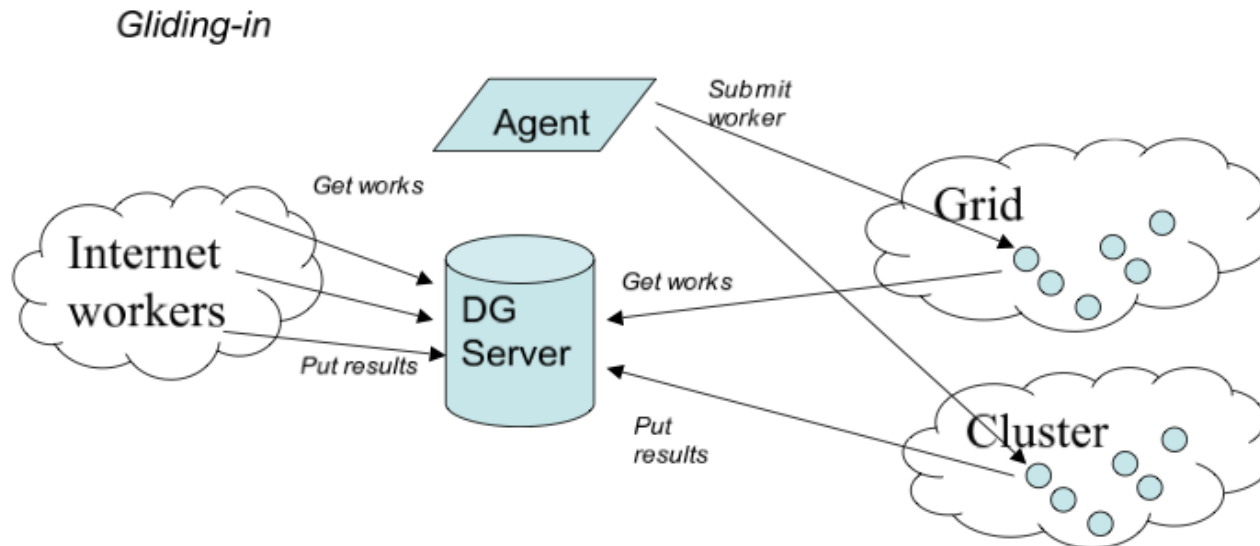 Gliding-in
Submit
worker
Agent
Get works
Grid
Internet
workers
Get works
DG
Server
Put results
Put
results
Cluster